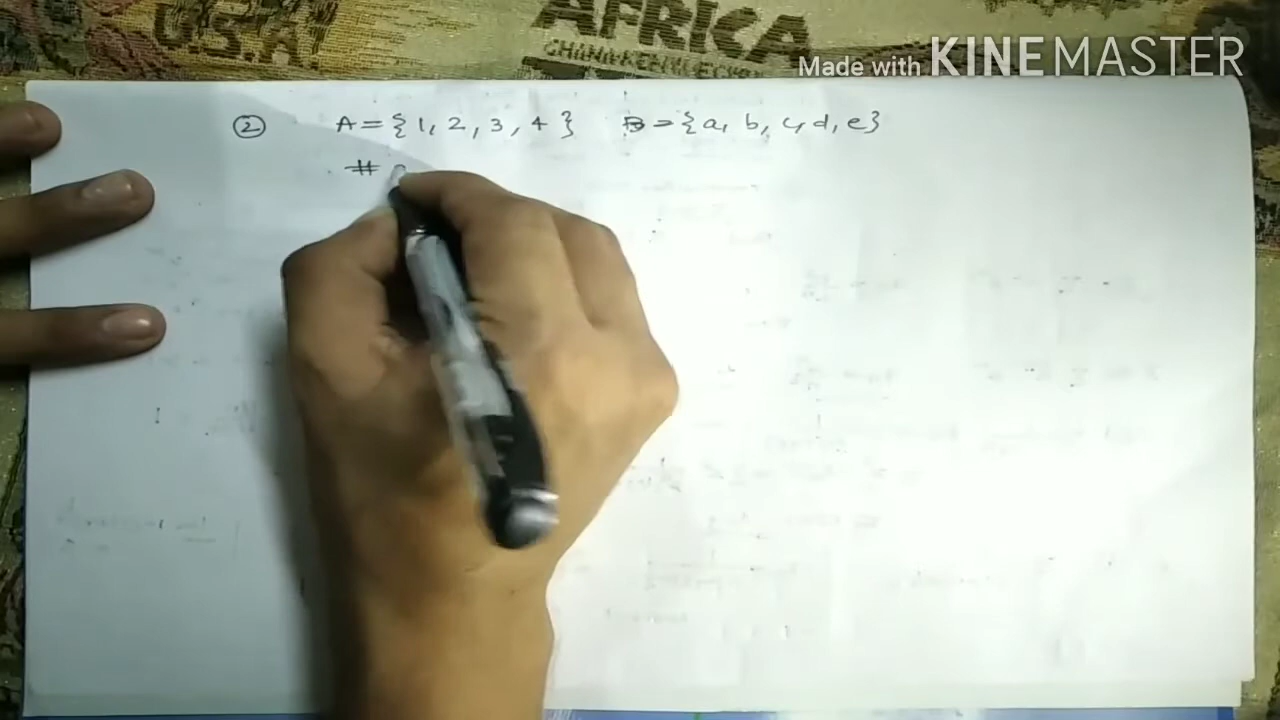 U.S.A
AFRICA
Made with KINEMASTER
② A = {1, 2, 3, 4} B = {a, b, c, d, e}
#